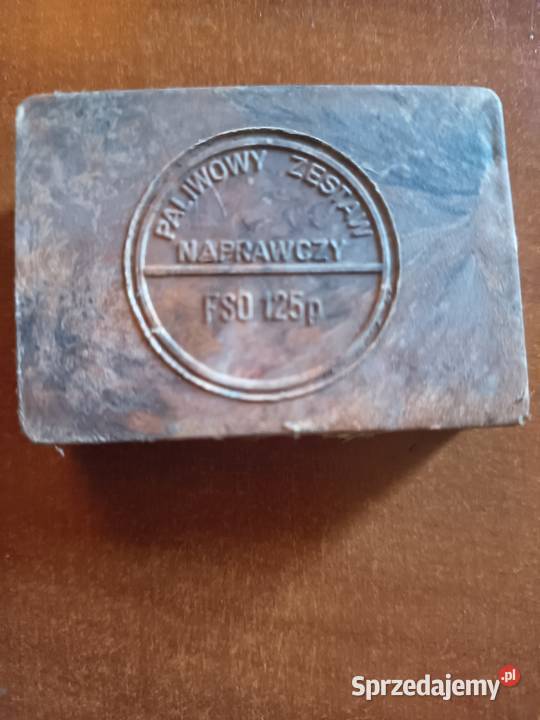 PALIWOWY ZESTAW
NAPRAWCZY
FSO 125p
Sprzedajemy.pl